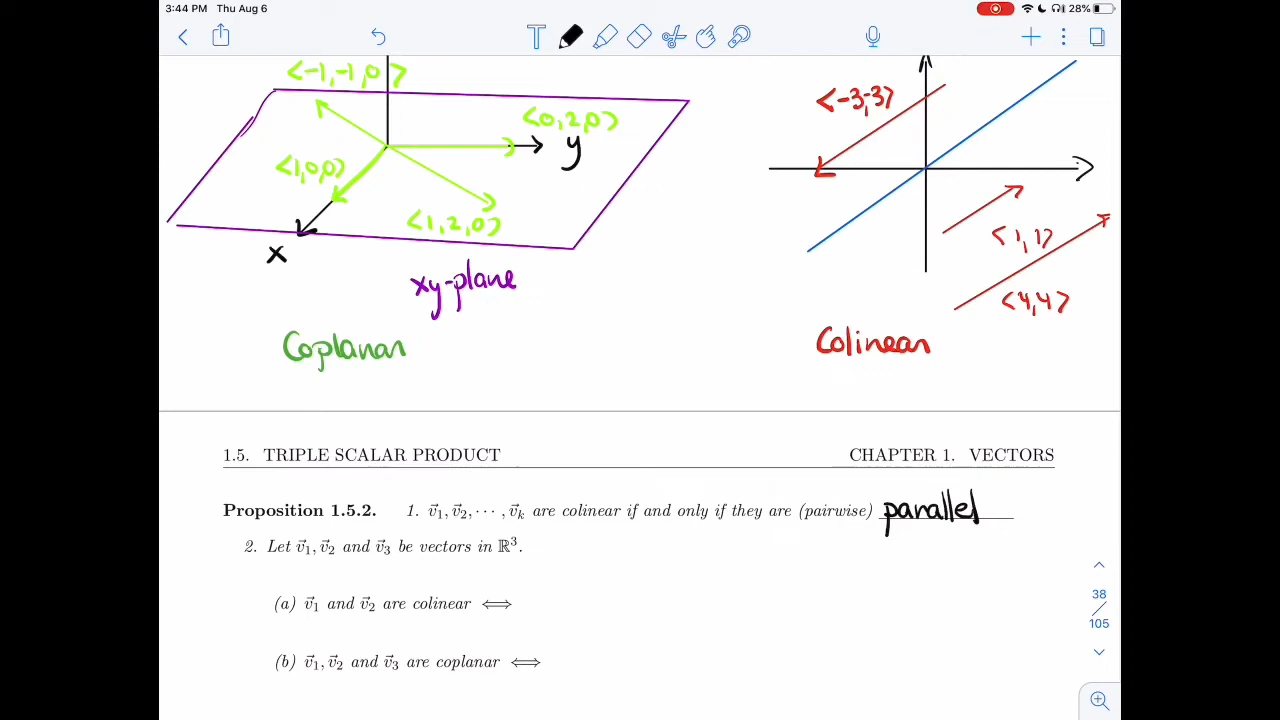 3:44 PM Thu Aug 6
28%
T
<-1,-1,0>
<0,2,0>
y
<1,0,0>
<1,2,0>
x
xy-plane
Coplanar
<-3,-3>
<1,1>
<4,4>
Colinear
1.5. TRIPLE SCALAR PRODUCT CHAPTER 1. VECTORS
Proposition 1.5.2. 1. v⃗₁, v⃗₂, ⋯ , v⃗ₖ are colinear if and only if they are (pairwise) parallel
2. Let v⃗₁, v⃗₂ and v⃗₃ be vectors in ℝ³.
(a) v⃗₁ and v⃗₂ are colinear ⟺
(b) v⃗₁, v⃗₂ and v⃗₃ are coplanar ⟺
38
105